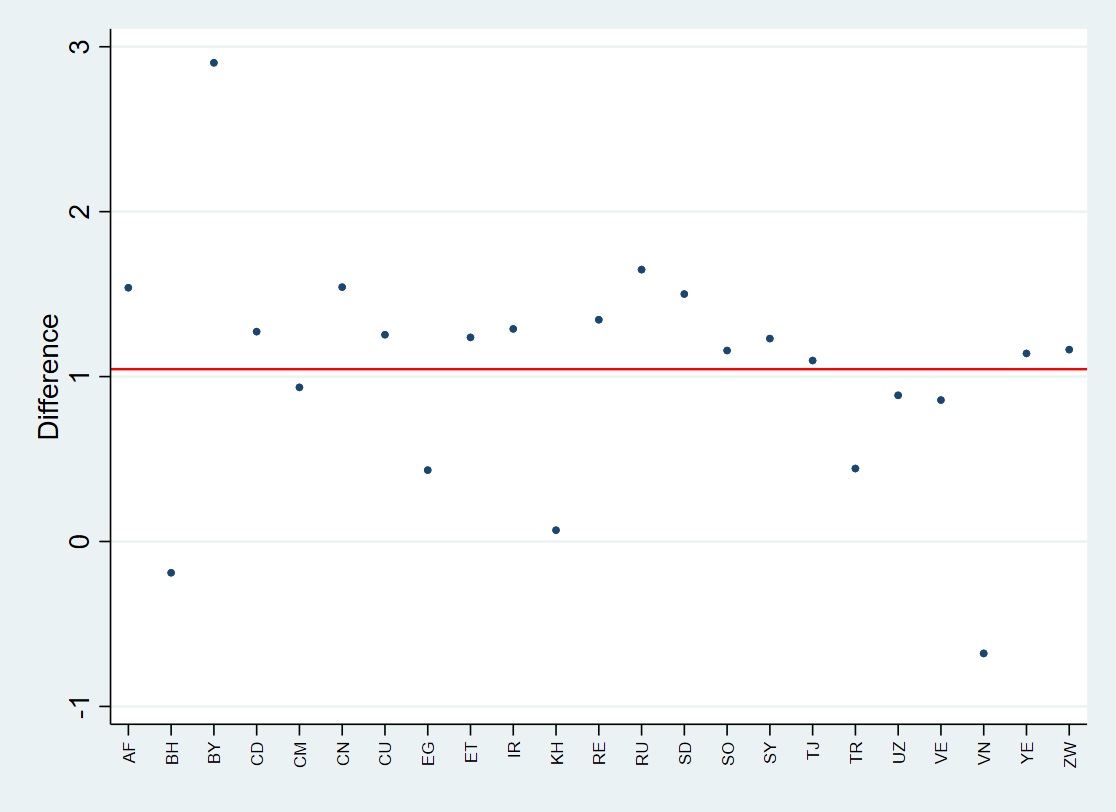 Difference
3
2
1
0
-1
AF BH BY CD CM CN CU EG ET IR KH RE RU SD SO SY TJ TR UZ VE VN YE ZW